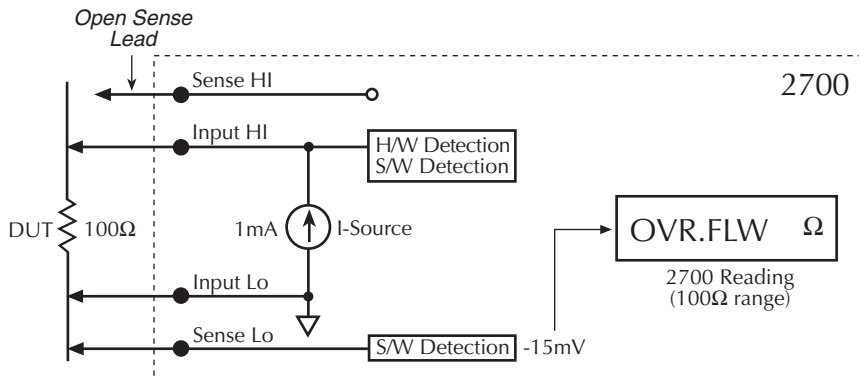 Open Sense
Lead
Sense HI
2700
Input HI
H/W Detection
S/W Detection
DUT
100Ω
1mA
I-Source
OVR.FLW Ω
2700 Reading
(100Ω range)
Input Lo
Sense Lo
S/W Detection
-15mV